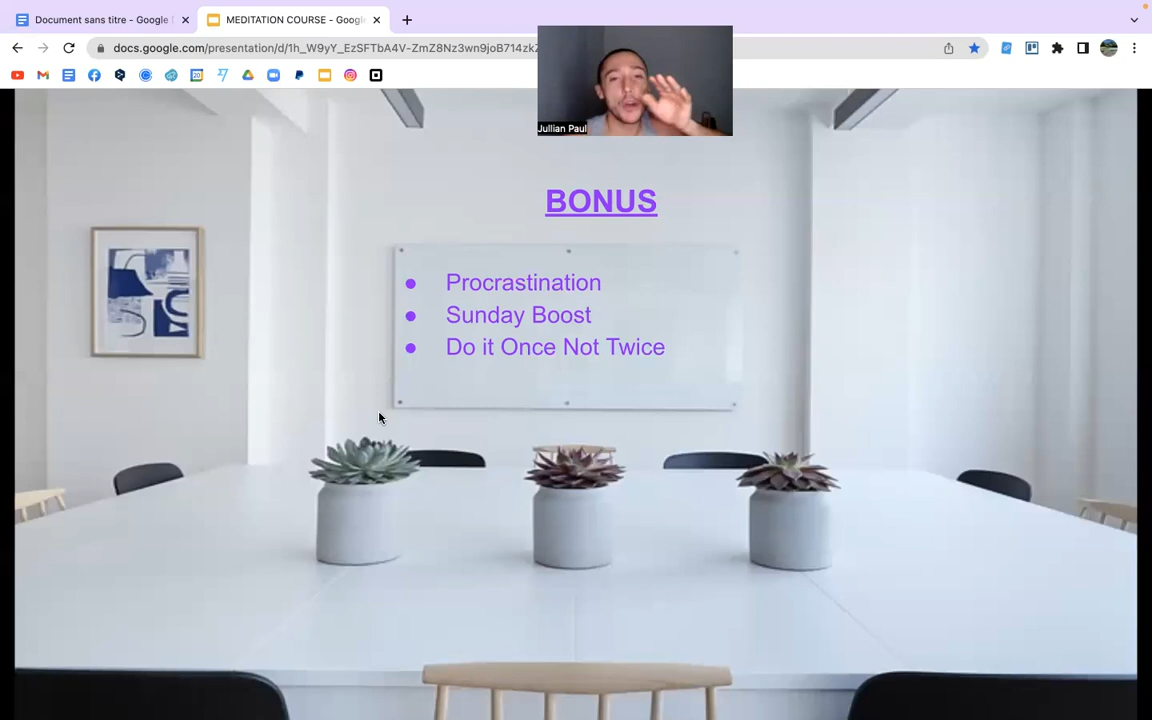 Document sans titre - Google
MEDITATION COURSE - Googl
docs.google.com/presentation/d/1h_W9yY_EzSFTbA4V-ZmZ8Nz3wn9joB714zkZ
Jullian Paul
BONUS
● Procrastination
● Sunday Boost
● Do it Once Not Twice